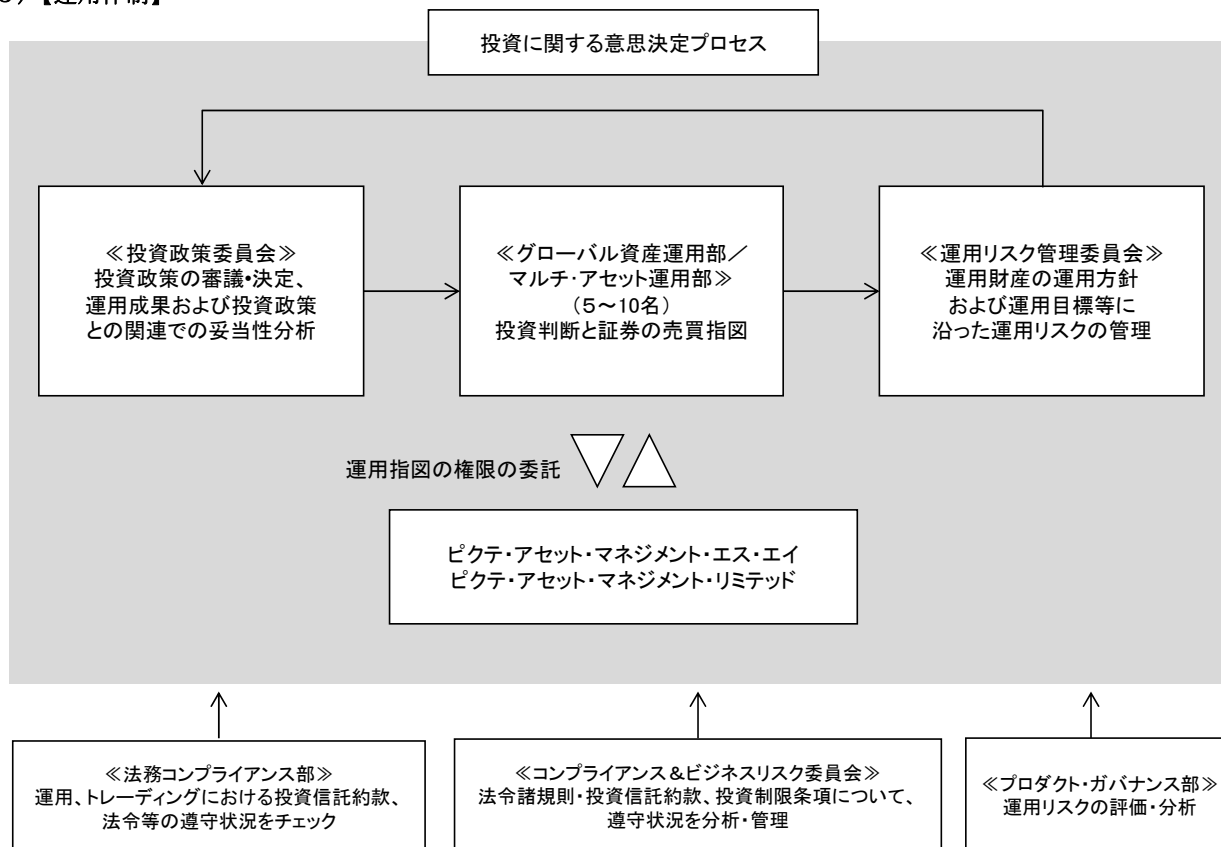 【運用体制】
投資に関する意思決定プロセス
≪投資政策委員会≫
投資政策の審議・決定、
運用成果および投資政策
との関連での妥当性分析
≪グローバル資産運用部／
マルチ・アセット運用部≫
（5～10名）
投資判断と証券の売買指図
≪運用リスク管理委員会≫
運用財産の運用方針
および運用目標等に
沿った運用リスクの管理
運用指図の権限の委託
ピクテ・アセット・マネジメント・エス・エイ
ピクテ・アセット・マネジメント・リミテッド
≪法務コンプライアンス部≫
運用、トレーディングにおける投資信託約款、
法令等の遵守状況をチェック
≪コンプライアンス＆ビジネスリスク委員会≫
法令諸規則・投資信託約款、投資制限条項について、
遵守状況を分析・管理
≪プロダクト・ガバナンス部≫
運用リスクの評価・分析